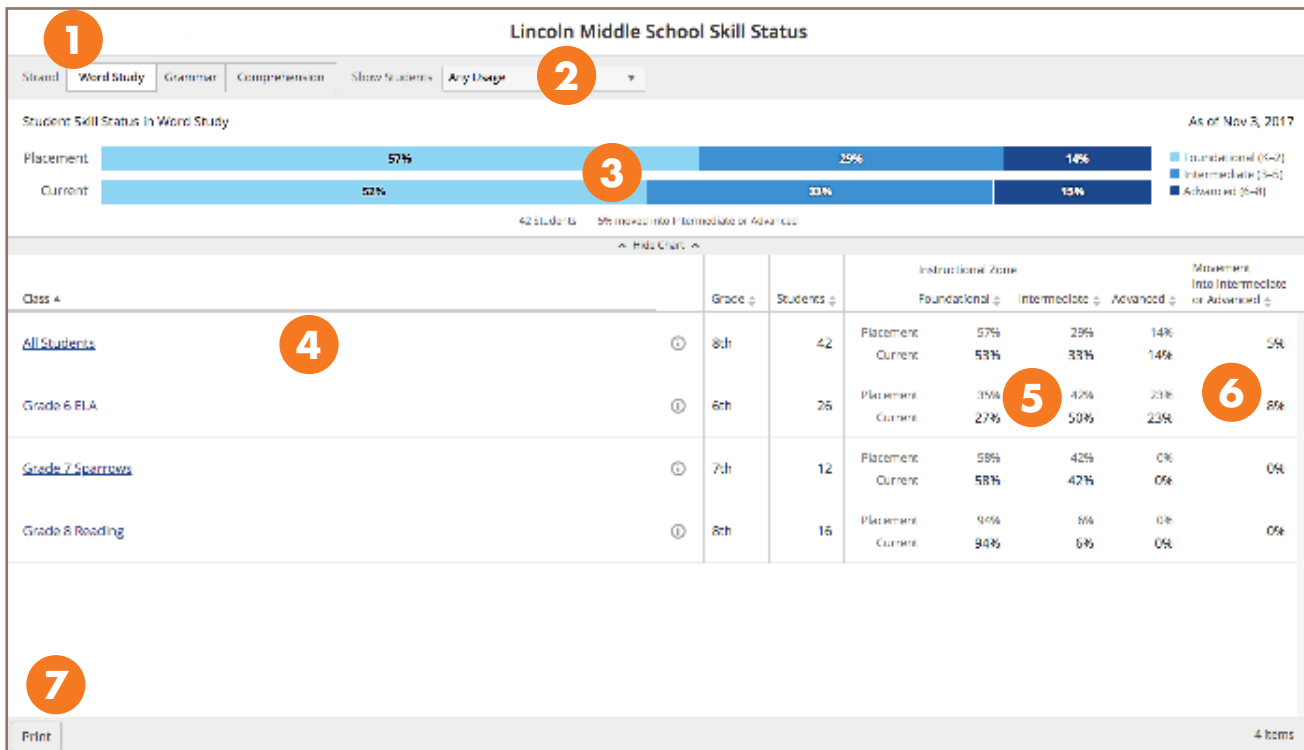 Lincoln Middle School Skill Status
1
Strand Word Study Grammar Comprehension Show Students Any Usage 2
Student Skill Status in Word Study As of Nov 3, 2017
Placement 57% 29% 14% Foundational (K–2)
3 Intermediate (3–5)
Current 52% 33% 15% Advanced (6–8)
42 Students 5% moved into Intermediate or Advanced
Hide Chart
Instructional Zone Movement Into Intermediate or Advanced
Class Grade Students Foundational Intermediate Advanced
All Students 4 8th 42 Placement 57% 29% 14% 5%
Current 53% 33% 14%
Grade 6 ELA 6th 26 Placement 35% 5 42% 23% 6 8%
Current 27% 50% 23%
Grade 7 Sparrows 7th 12 Placement 58% 42% 0% 0%
Current 58% 42% 0%
Grade 8 Reading 8th 16 Placement 94% 6% 0% 0%
Current 94% 6% 0%
7
Print 4 Items